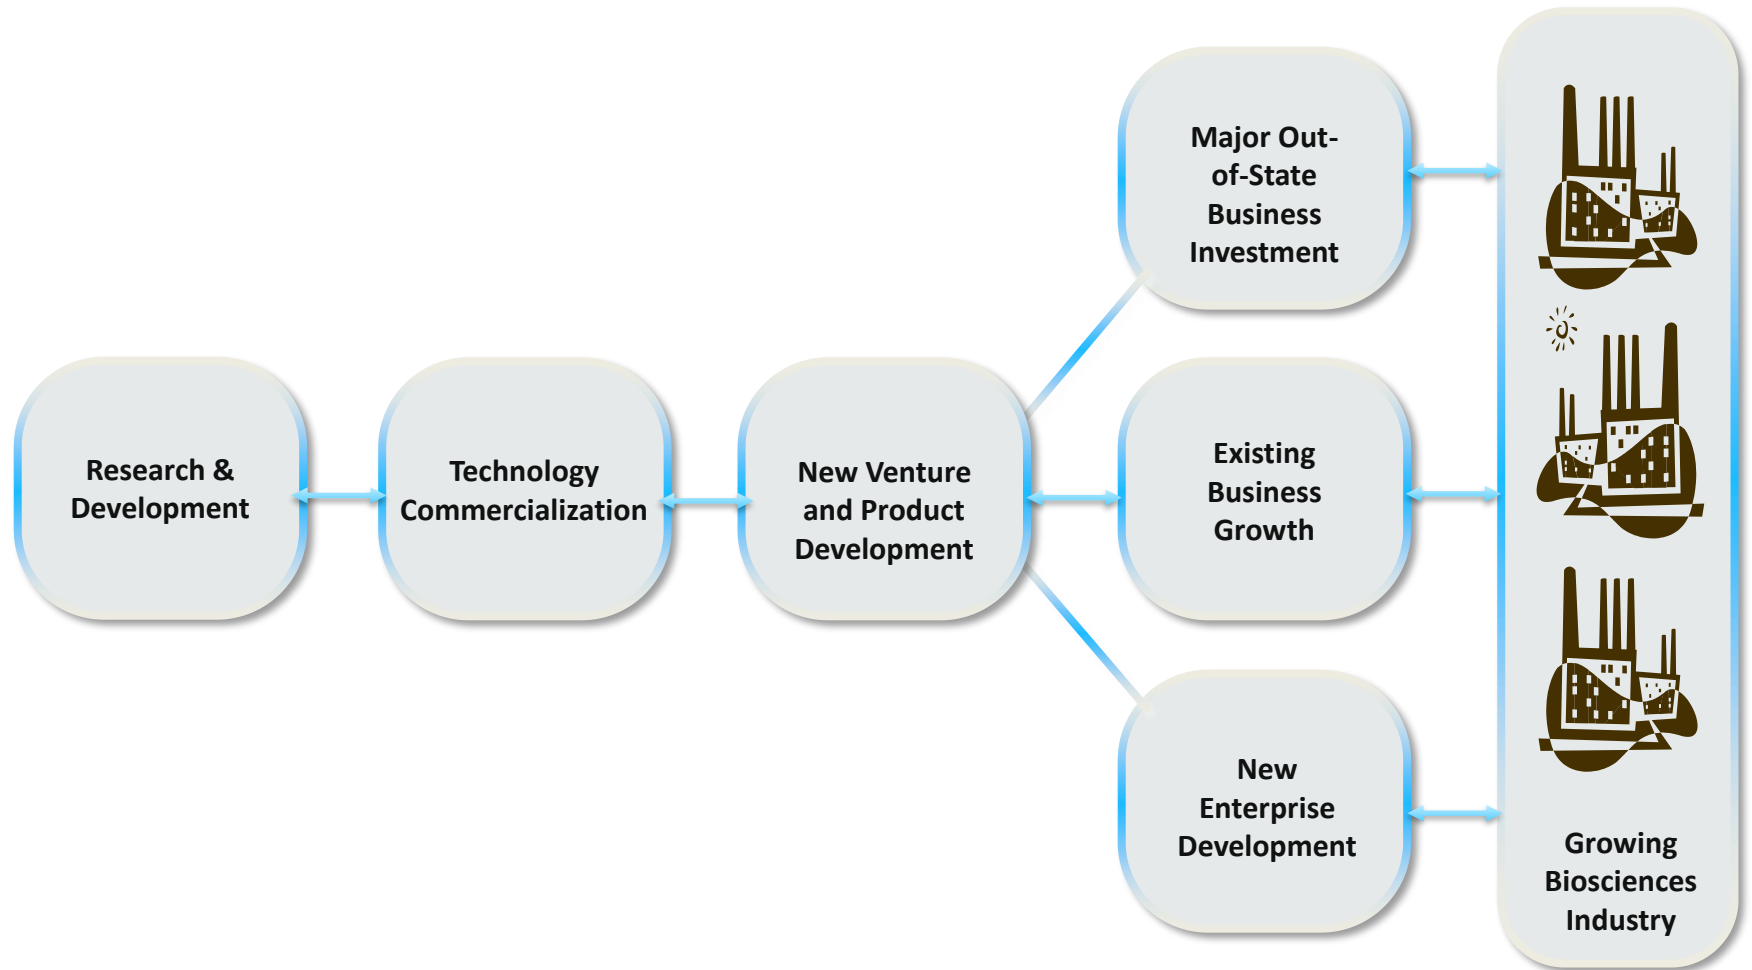 Research &
Development
Technology
Commercialization
New Venture
and Product
Development
Major Out-
of-State
Business
Investment
Existing
Business
Growth
New
Enterprise
Development
Growing
Biosciences
Industry